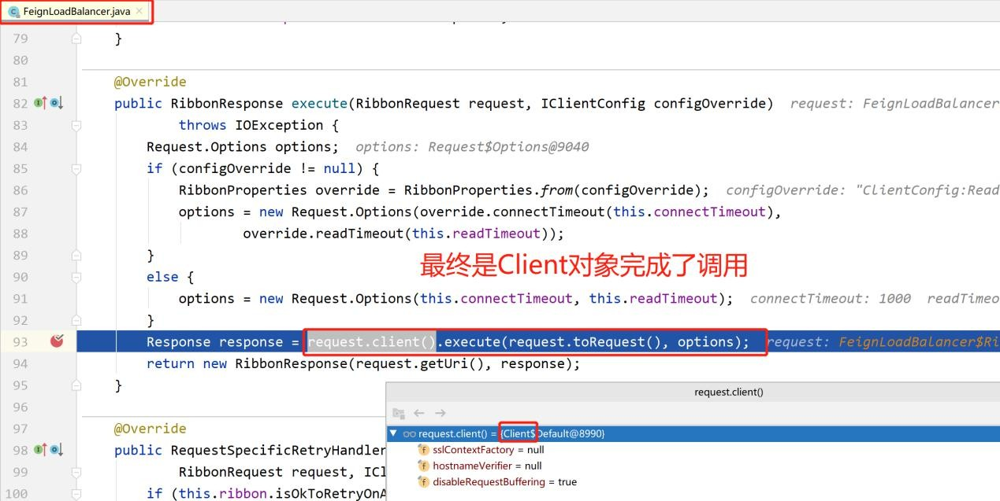 FeignLoadBalancer.java
79 }
80
81 @Override
82 public RibbonResponse execute(RibbonRequest request, IClientConfig configOverride) request: FeignLoadBalancer
83 throws IOException {
84 Request.Options options; options: Request$Options@9040
85 if (configOverride != null) {
86 RibbonProperties override = RibbonProperties.from(configOverride); configOverride: "ClientConfig:Read
87 options = new Request.Options(override.connectTimeout(this.connectTimeout),
88 override.readTimeout(this.readTimeout));
89 }
最终是Client对象完成了调用
90 else {
91 options = new Request.Options(this.connectTimeout, this.readTimeout); connectTimeout: 1000 readTimeo
92 }
93 Response response = request.client().execute(request.toRequest(), options); request: FeignLoadBalancer$Ri
94 return new RibbonResponse(request.getUri(), response);
95 }
96
97 @Override
98 public RequestSpecificRetryHandler
99 RibbonRequest request, ICl
100 if (this.ribbon.isOkToRetryOnA
request.client()
request.client() = {Client$Default@8990}
sslContextFactory = null
hostnameVerifier = null
disableRequestBuffering = true